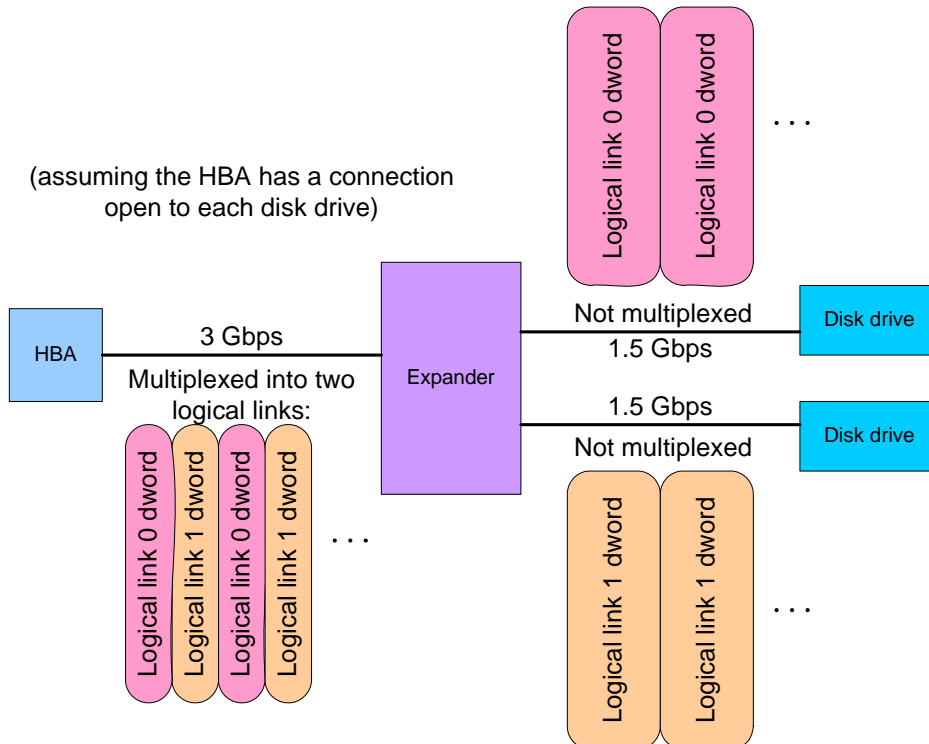 Logical link 0 dword
Logical link 0 dword
. . .
(assuming the HBA has a connection
open to each disk drive)
HBA
3 Gbps
Multiplexed into two
logical links:
Logical link 0 dword
Logical link 1 dword
Logical link 0 dword
Logical link 1 dword
. . .
Expander
Not multiplexed
1.5 Gbps
Disk drive
1.5 Gbps
Not multiplexed
Disk drive
Logical link 1 dword
Logical link 1 dword
. . .